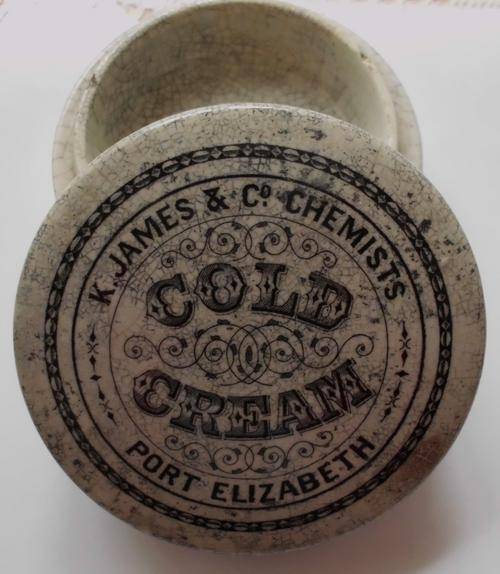 K. JAMES & Cº CHEMISTS
COLD
CREAM
PORT ELIZABETH